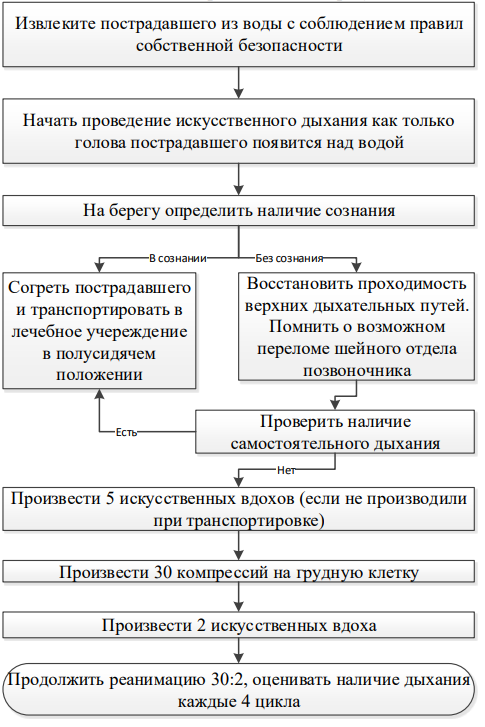 Извлеките пострадавшего из воды с соблюдением правил
собственной безопасности
Начать проведение искусственного дыхания как только
голова пострадавшего появится над водой
На берегу определить наличие сознания
В сознании
Без сознания
Согреть пострадавшего
и транспортировать в
лечебное учереждение
в полусидячем
положении
Восстановить проходимость
верхних дыхательных путей.
Помнить о возможном
переломе шейного отдела
позвоночника
Есть
Проверить наличие
самостоятельного дыхания
Нет
Произвести 5 искусственных вдохов (если не производили
при транспортировке)
Произвести 30 компрессий на грудную клетку
Произвести 2 искусственных вдоха
Продолжить реанимацию 30:2, оценивать наличие дыхания
каждые 4 цикла